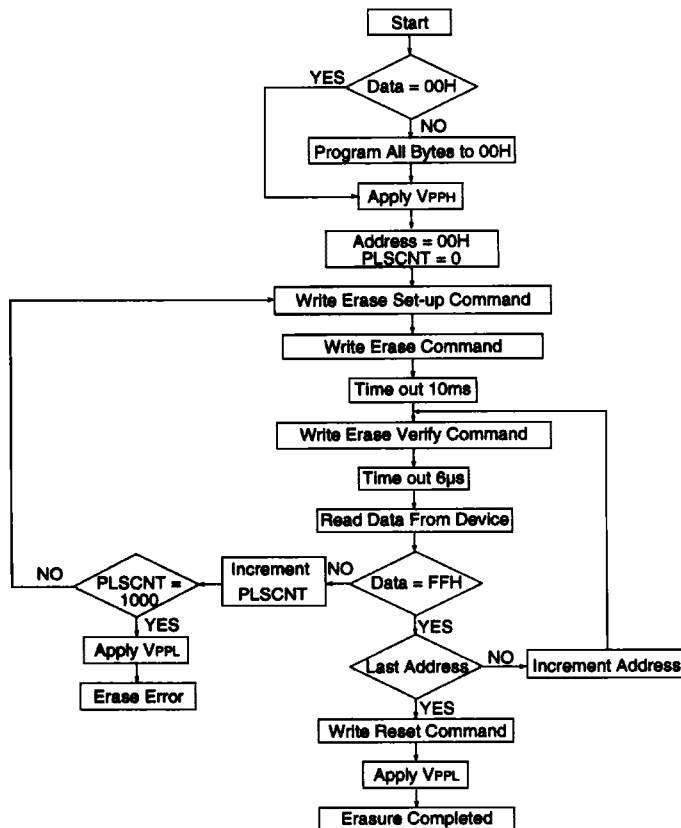 Start
YES
Data = 00H
NO
Program All Bytes to 00H
Apply VPPH
Address = 00H
PLSCNT = 0
Write Erase Set-up Command
Write Erase Command
Time out 10ms
Write Erase Verify Command
Time out 6µs
Read Data From Device
NO
PLSCNT =
1000
Increment
PLSCNT
NO
Data = FFH
YES
YES
Apply VPPL
Erase Error
Last Address
NO
Increment Address
YES
Write Reset Command
Apply VPPL
Erasure Completed